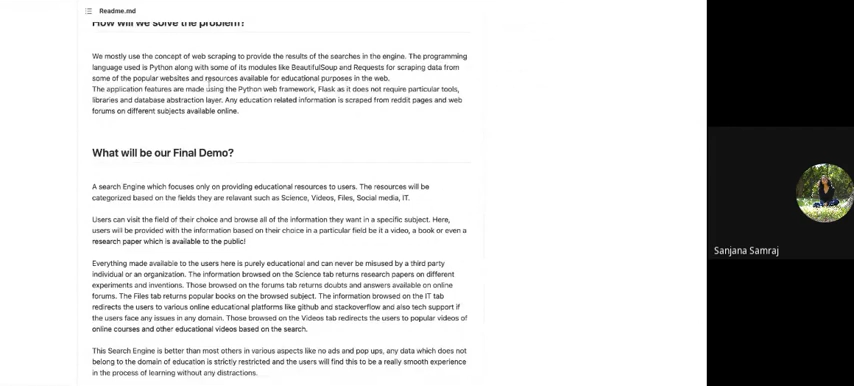 Readme.md
How will we solve the problem?
We mostly use the concept of web scraping to provide the results of the searches in the engine. The programming
language used is Python along with some of its modules like BeautifulSoup and Requests for scraping data from
some of the popular websites and resources available for educational purposes in the web.
The application features are made using the Python web framework, Flask as it does not require particular tools,
libraries and database abstraction layer. Any education related information is scraped from reddit pages and web
forums on different subjects available online.
What will be our Final Demo?
A search Engine which focuses only on providing educational resources to users. The resources will be
categorized based on the fields they are relavant such as Science, Videos, Files, Social media, IT.
Users can visit the field of their choice and browse all of the information they want in a specific subject. Here,
users will be provided with the information based on their choice in a particular field be it a video, a book or even a
research paper which is available to the public!
Everything made available to the users here is purely educational and can never be misused by a third party
individual or an organization. The information browsed on the Science tab returns research papers on different
experiments and inventions. Those browsed on the forums tab returns doubts and answers available on online
forums. The Files tab returns popular books on the browsed subject. The information browsed on the IT tab
redirects the users to various online educational platforms like github and stackoverflow and also tech support if
the users face any issues in any domain. Those browsed on the Videos tab redirects the users to popular videos of
online courses and other educational videos based on the search.
This Search Engine is better than most others in various aspects like no ads and pop ups, any data which does not
belong to the domain of education is strictly restricted and the users will find this to be a really smooth experience
in the process of learning without any distractions.
Sanjana Samraj